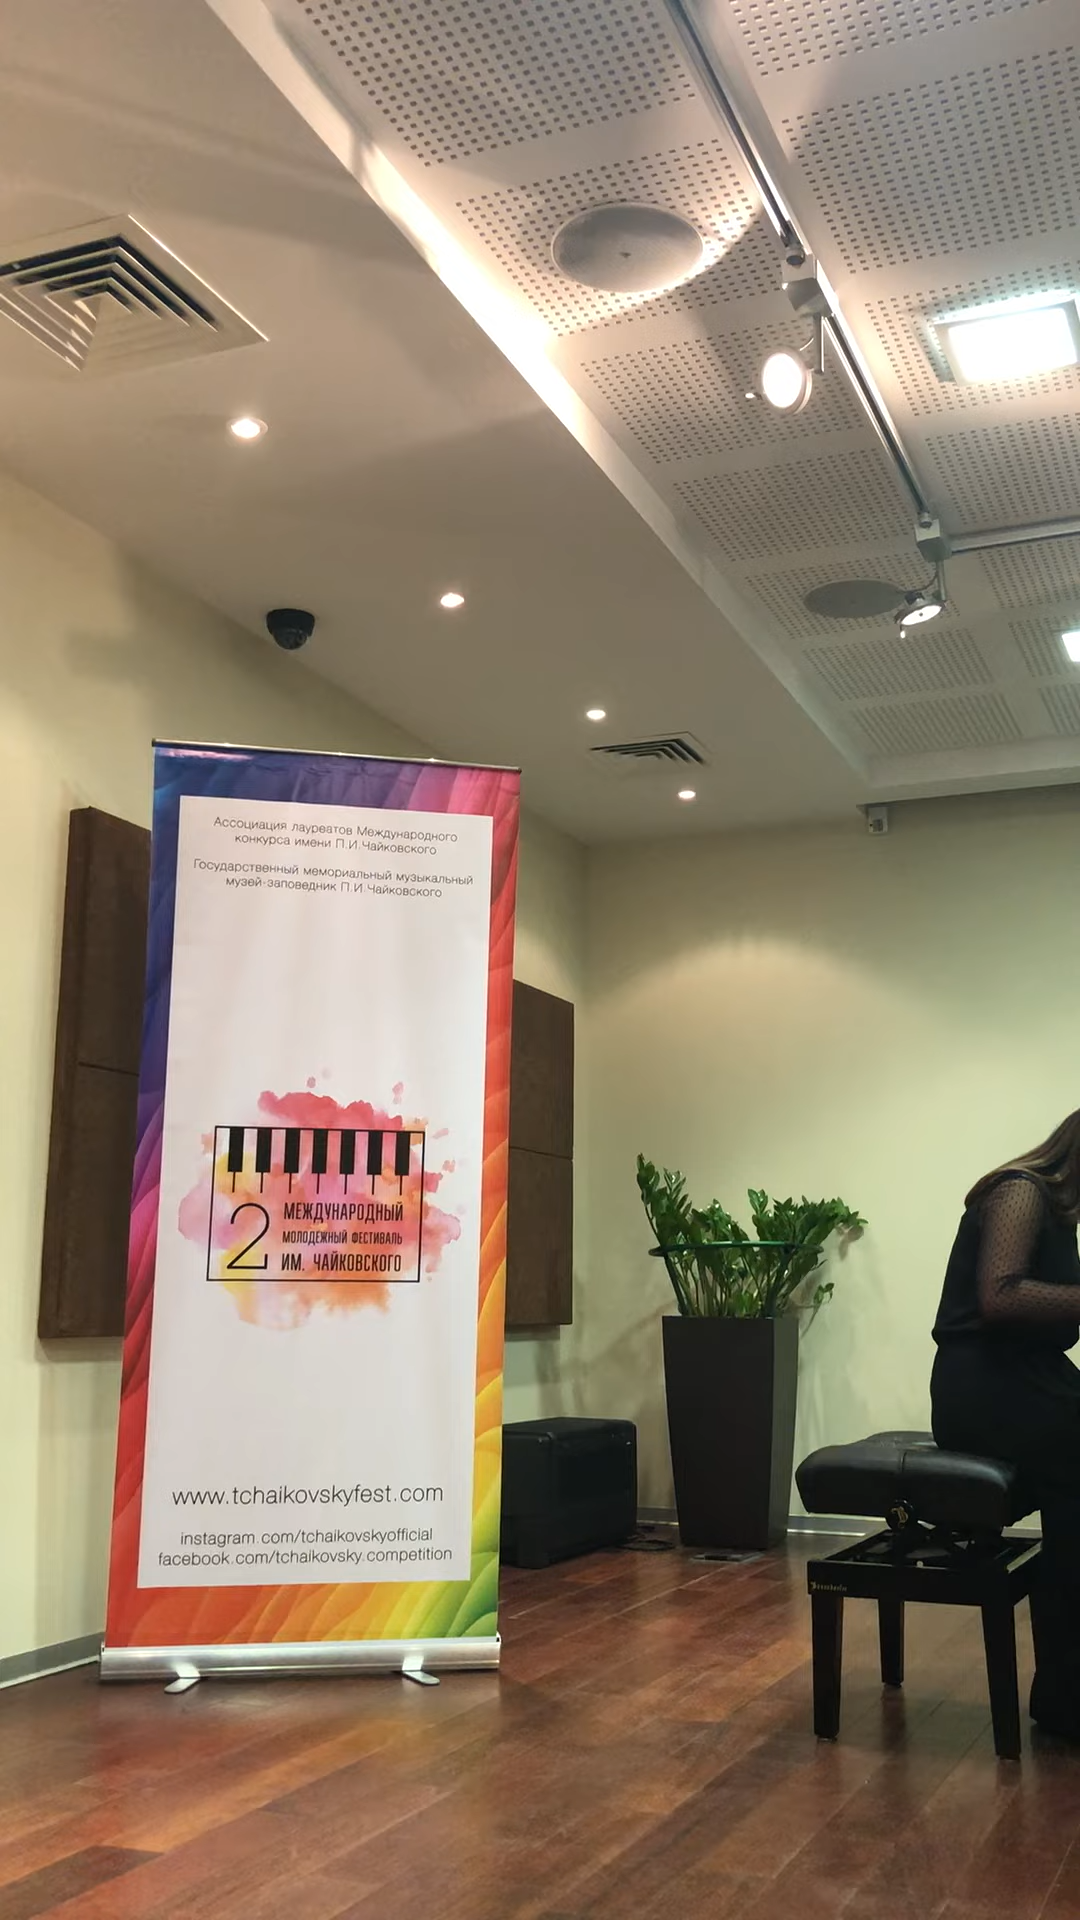 Ассоциация лауреатов Международного
конкурса имени П.И.Чайковского
Государственный мемориальный музыкальный
музей-заповедник П.И.Чайковского
2
МЕЖДУНАРОДНЫЙ
МОЛОДЕЖНЫЙ ФЕСТИВАЛЬ
ИМ. ЧАЙКОВСКОГО
www.tchaikovskyfest.com
instagram.com/tchaikovskyofficial
facebook.com/tchaikovsky.competition